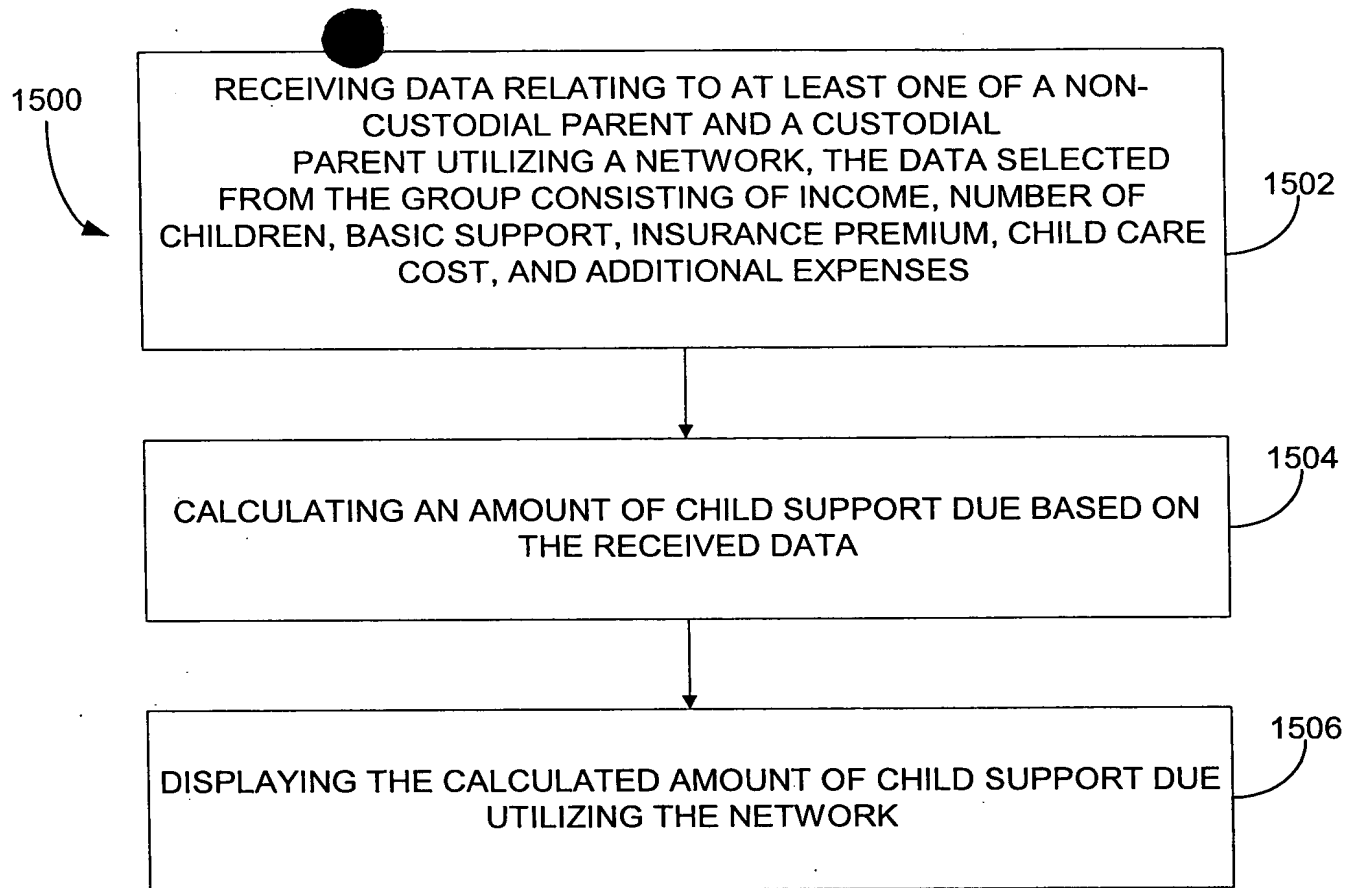 1500
RECEIVING DATA RELATING TO AT LEAST ONE OF A NON-
CUSTODIAL PARENT AND A CUSTODIAL
PARENT UTILIZING A NETWORK, THE DATA SELECTED
FROM THE GROUP CONSISTING OF INCOME, NUMBER OF
CHILDREN, BASIC SUPPORT, INSURANCE PREMIUM, CHILD CARE
COST, AND ADDITIONAL EXPENSES
1502
CALCULATING AN AMOUNT OF CHILD SUPPORT DUE BASED ON
THE RECEIVED DATA
1504
DISPLAYING THE CALCULATED AMOUNT OF CHILD SUPPORT DUE
UTILIZING THE NETWORK
1506